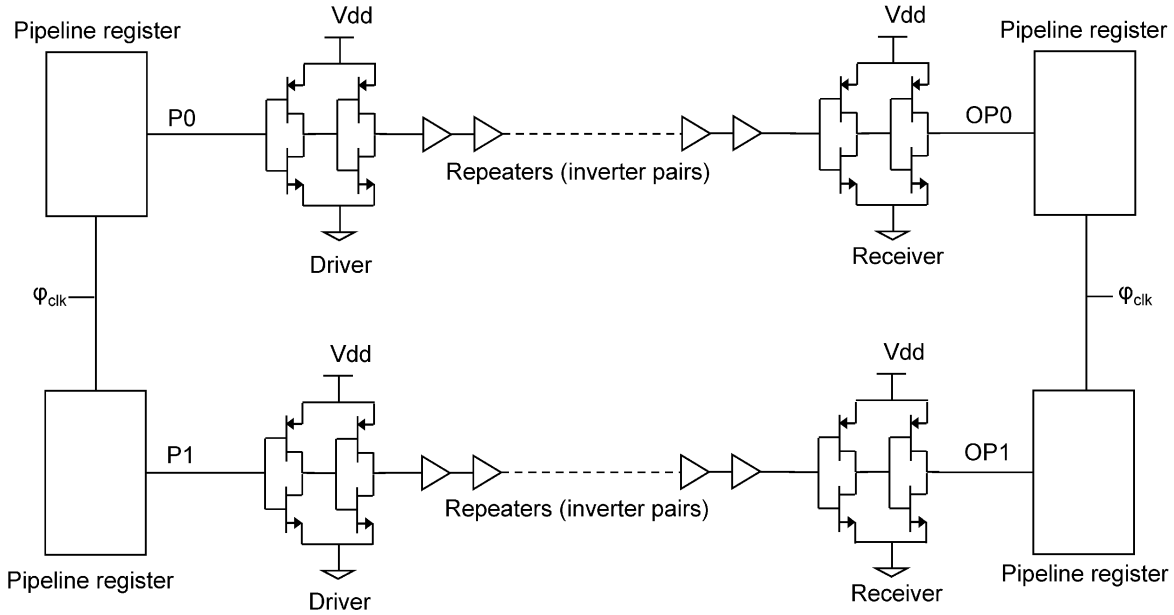 Vdd
Vdd
Pipeline register
Pipeline register
P0
OP0
Repeaters (inverter pairs)
Driver
Receiver
φclk
φclk
Vdd
Vdd
P1
OP1
Repeaters (inverter pairs)
Pipeline register
Pipeline register
Driver
Receiver